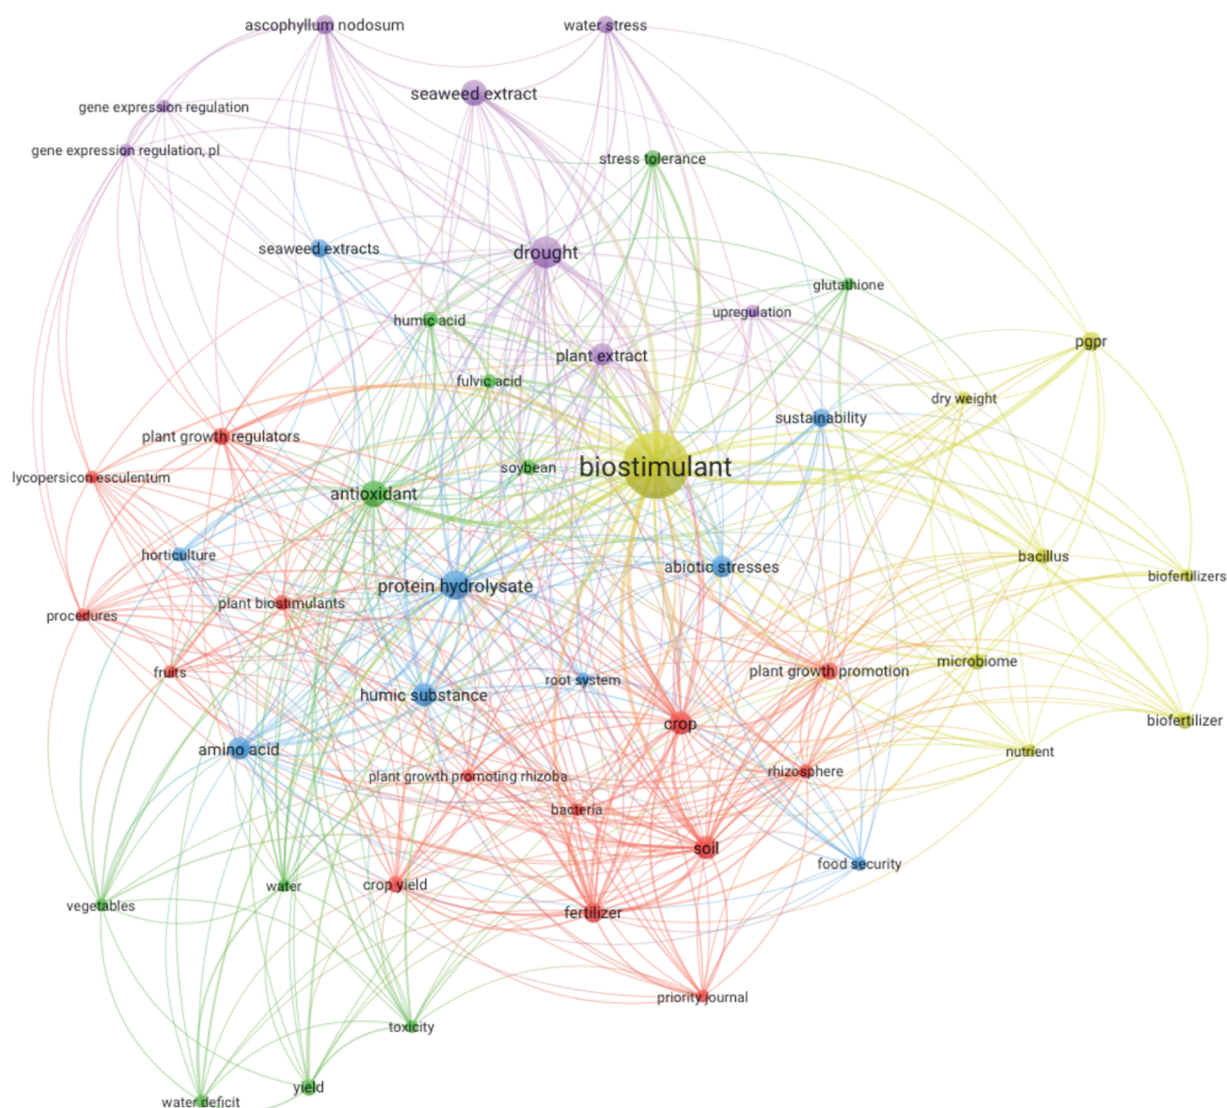 ascophyllum nodosum
water stress
seaweed extract
gene expression regulation
gene expression regulation, pl
stress tolerance
seaweed extracts
drought
glutathione
humic acid
upregulation
pgpr
plant extract
fulvic acid
dry weight
sustainability
plant growth regulators
biostimulant
soybean
lycopersicon esculentum
antioxidant
horticulture
bacillus
abiotic stresses
biofertilizers
protein hydrolysate
plant biostimulants
procedures
microbiome
fruits
plant growth promotion
root system
humic substance
biofertilizer
crop
amino acid
nutrient
rhizosphere
plant growth promoting rhizoba
bacteria
soil
food security
crop yield
water
vegetables
fertilizer
priority journal
toxicity
yield
water deficit